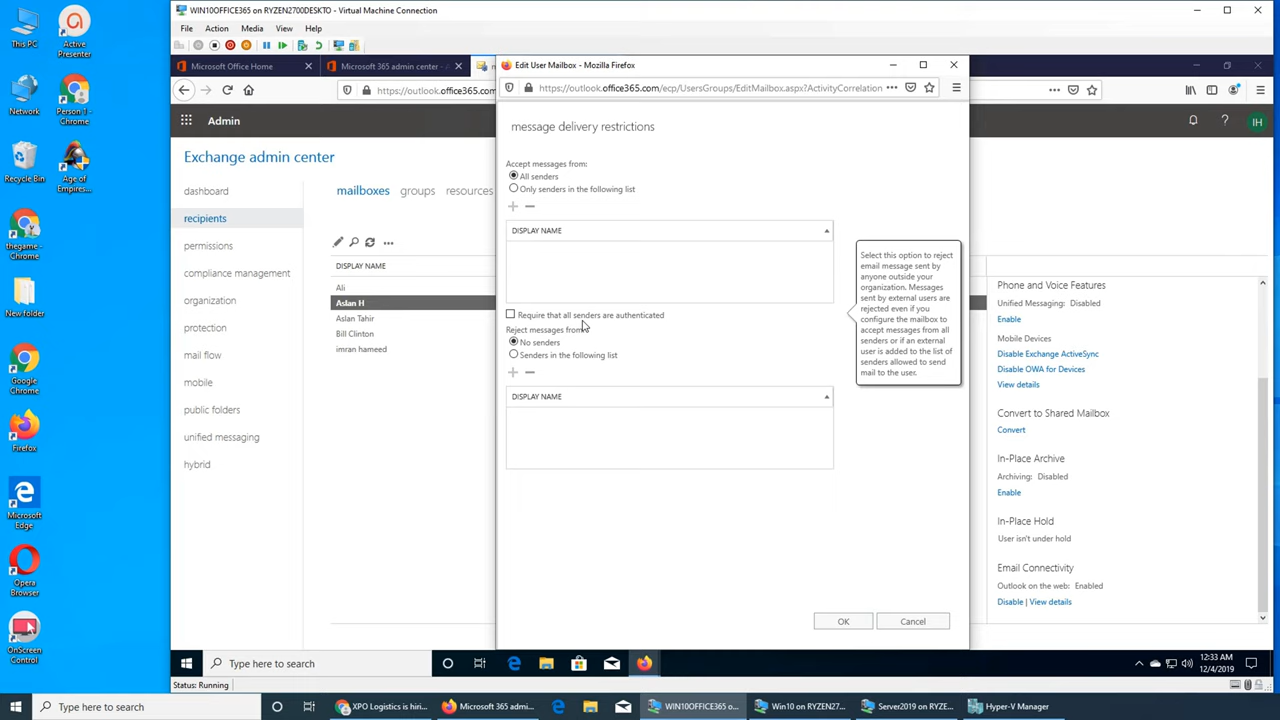 WIN10OFFICE365 on RYZEN2700DESKTO - Virtual Machine Connection
File Action Media View Help
Microsoft Office Home
Microsoft 365 admin center -
Edit User Mailbox - Mozilla Firefox
https://outlook.office365.com/ecp/UsersGroups/EditMailbox.aspx?ActivityCorrelation
https://outlook.office365.
Admin
IH
Exchange admin center
dashboard
recipients
permissions
compliance management
organization
protection
mail flow
mobile
public folders
unified messaging
hybrid
mailboxes groups resources
DISPLAY NAME
Ali
Aslan H
Aslan Tahir
Bill Clinton
imran hameed
message delivery restrictions
Accept messages from:
All senders
Only senders in the following list
DISPLAY NAME
Require that all senders are authenticated
Reject messages from
No senders
Senders in the following list
DISPLAY NAME
OK
Cancel
Select this option to reject
email message sent by
anyone outside your
organization. Messages
sent by external users are
rejected even if you
configure the mailbox to
accept messages from all
senders or if an external
user is added to the list of
senders allowed to send
mail to the user.
Phone and Voice Features
Unified Messaging: Disabled
Enable
Mobile Devices
Disable Exchange ActiveSync
Disable OWA for Devices
View details
Convert to Shared Mailbox
Convert
In-Place Archive
Archiving: Disabled
Enable
In-Place Hold
User isn't under hold
Email Connectivity
Outlook on the web: Enabled
Disable | View details
This PC
Active
Presenter
Network
Person 1 -
Chrome
Recycle Bin
Age of
Empires...
thegame -
Chrome
New folder
Google
Chrome
Firefox
Microsoft
Edge
Opera
Browser
OnScreen
Control
Type here to search
12:33 AM
12/4/2019
Status: Running
Type here to search
XPO Logistics is hiri...
Microsoft 365 admi...
WIN10OFFICE365 o...
Win10 on RYZEN27...
Server2019 on RYZE...
Hyper-V Manager